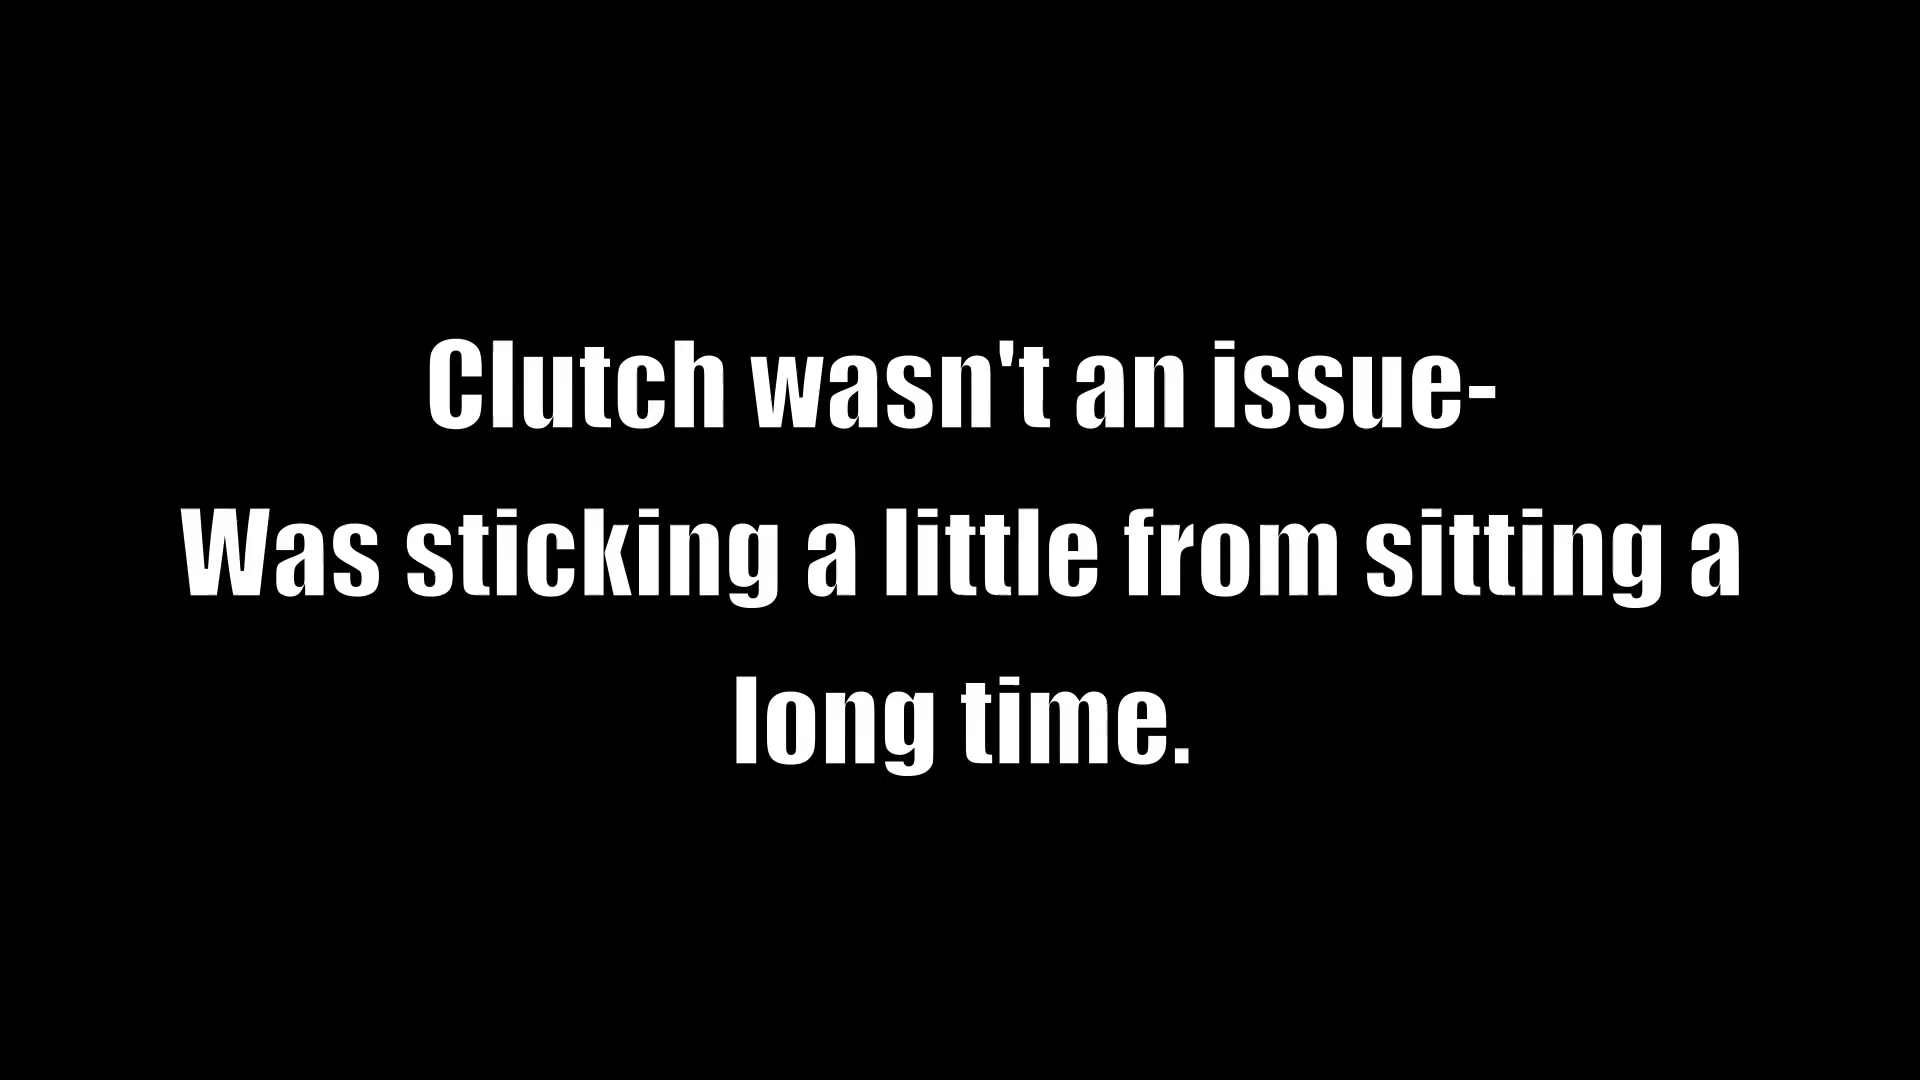 Clutch wasn't an issue-
Was sticking a little from sitting a
long time.